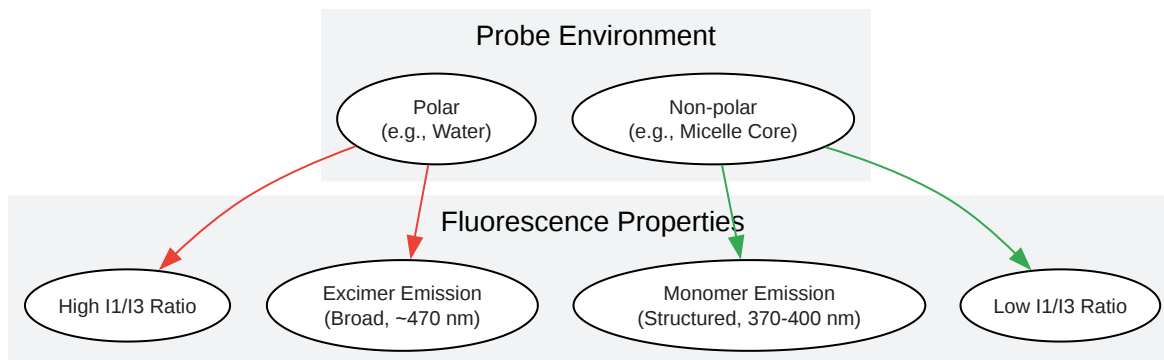 Probe Environment
Polar
(e.g., Water)
Non-polar
(e.g., Micelle Core)
Fluorescence Properties
High I1/I3 Ratio
Excimer Emission
(Broad, ~470 nm)
Monomer Emission
(Structured, 370-400 nm)
Low I1/I3 Ratio